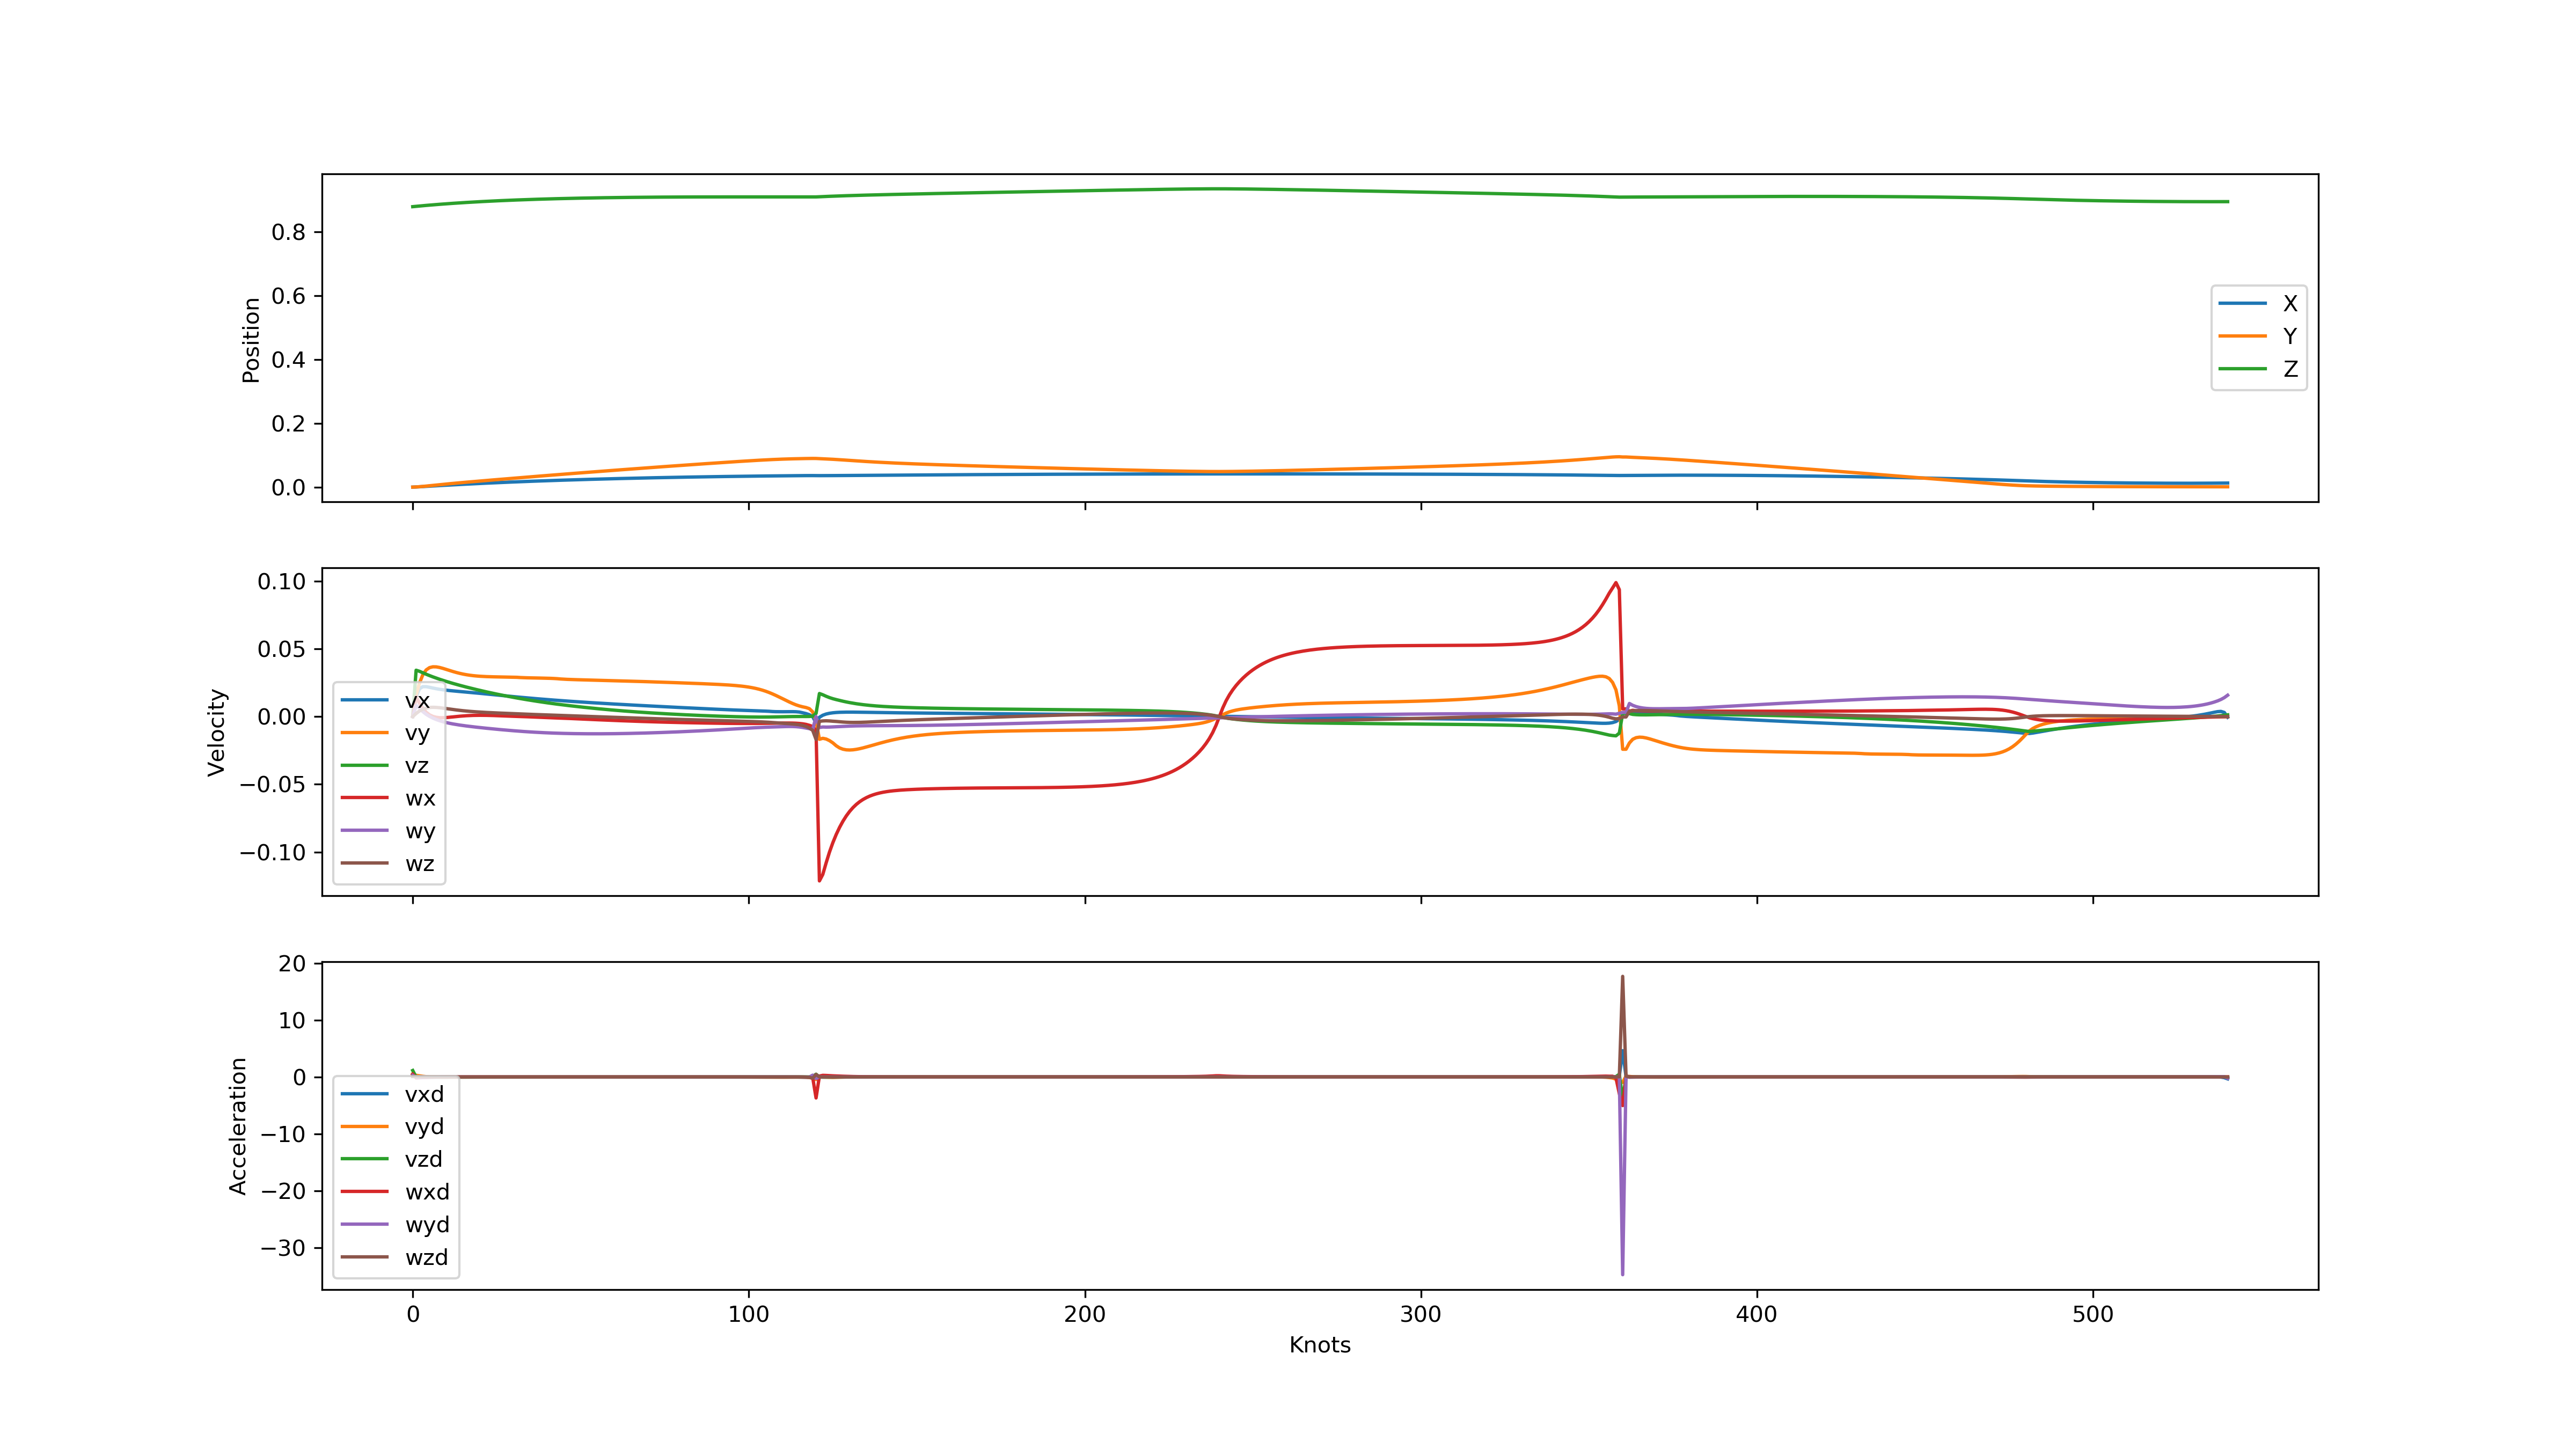 Position
0.8
0.6
0.4
0.2
0.0
X
Y
Z
Velocity
0.10
0.05
0.00
−0.05
−0.10
vx
vy
vz
wx
wy
wz
Acceleration
20
10
0
−10
−20
−30
vxd
vyd
vzd
wxd
wyd
wzd
0 100 200 300 400 500
Knots